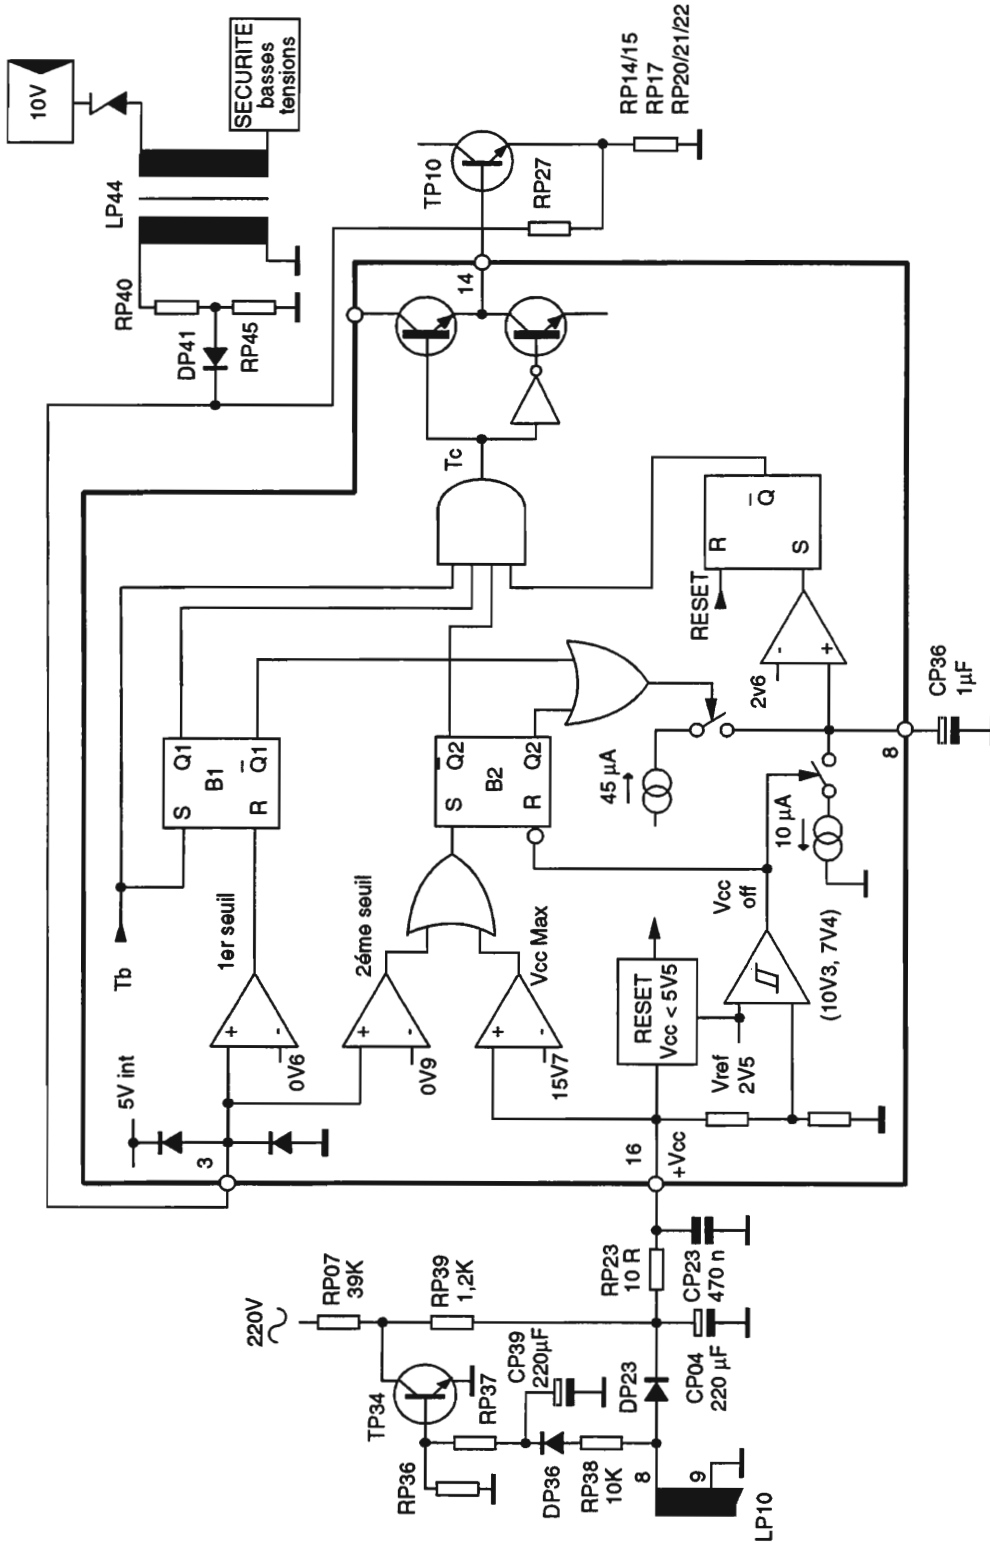 220V
RP07
39K
RP39
1,2K
TP34
RP36
RP37
CP39
220µF
DP36
RP38
10K
DP23
CP04
220 µF
RP23
10 R
CP23
470 n
8
9
LP10
3
5V int
Tb
1er seuil
+
-
0V6
2éme seuil
+
-
0V9
Vcc Max
+
-
15V7
16
+Vcc
RESET
Vcc < 5V5
Vref
2V5
Vcc
off
(10V3, 7V4)
S
Q1
B1
R
Q1
S
Q2
B2
R
Q2
45 µA
10 µA
8
CP36
1µF
2v6
-
+
RESET
R
S
Q
Tc
14
TP10
RP27
RP14/15
RP17
RP20/21/22
DP41
RP45
RP40
LP44
10V
SECURITE
basses
tensions